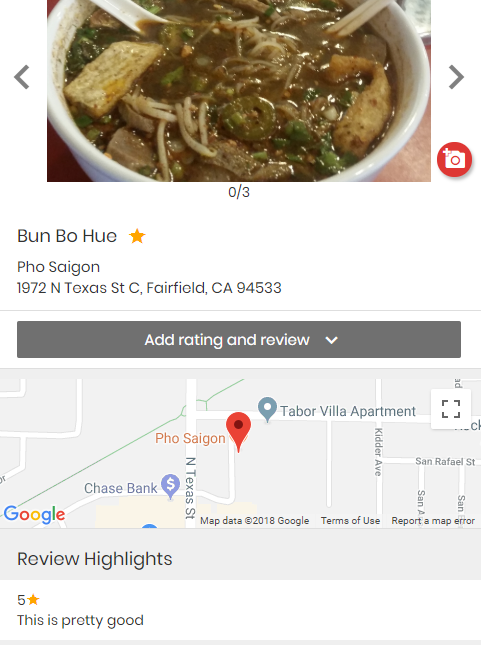 0/3
Bun Bo Hue
Pho Saigon
1972 N Texas St C, Fairfield, CA 94533
Add rating and review
Tabor Villa Apartment
Pho Saigon
Kidder Ave
San Rafael St
Chase Bank $
N Texas St
San A
San
Google
Map data ©2018 Google Terms of Use Report a map error
Review Highlights
5★
This is pretty good